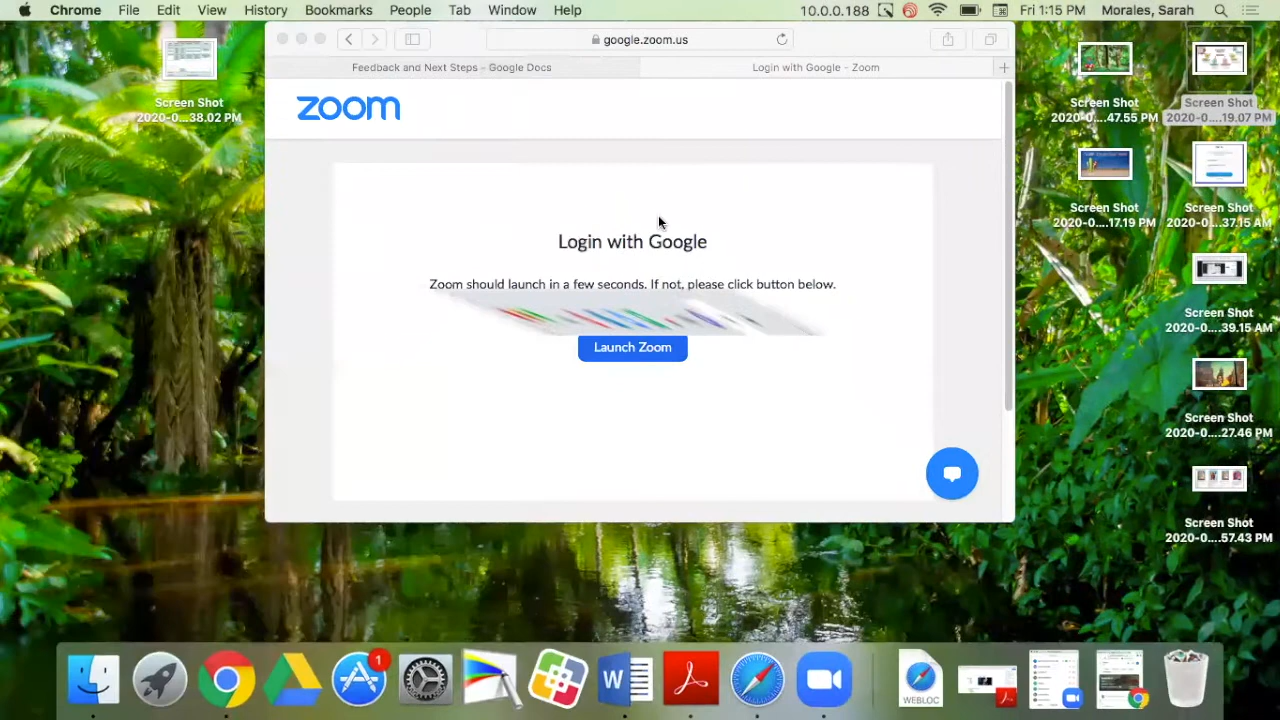 Chrome File Edit View History Bookmarks People Tab Window Help 10.0.0.188 Fri 1:15 PM Morales, Sarah
google.zoom.us
Feedback and Next Steps – Google Docs
Login with Google - Zoom
zoom
Login with Google
Zoom should launch in a few seconds. If not, please click button below.
Launch Zoom
Screen Shot
2020-0....38.02 PM
Screen Shot
2020-0....47.55 PM
Screen Shot
2020-0....19.07 PM
Screen Shot
2020-0....17.19 PM
Screen Shot
2020-0....37.15 AM
Screen Shot
2020-0....39.15 AM
Screen Shot
2020-0....27.46 PM
Screen Shot
2020-0....57.43 PM
1
W
WEBLOC